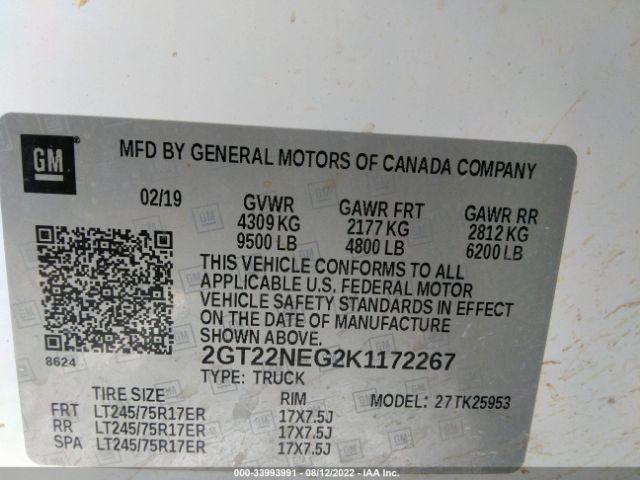 GM
MFD BY GENERAL MOTORS OF CANADA COMPANY
02/19
GVWR
4309 KG
9500 LB
GAWR FRT
2177 KG
4800 LB
GAWR RR
2812 KG
6200 LB
THIS VEHICLE CONFORMS TO ALL
APPLICABLE U.S. FEDERAL MOTOR
VEHICLE SAFETY STANDARDS IN EFFECT
ON THE DATE OF MANUFACTURE
SHOWN ABOVE.
8624
2GT22NEG2K1172267
TYPE: TRUCK
TIRE SIZE RIM MODEL: 27TK25953
FRT LT245/75R17ER 17X7.5J
RR LT245/75R17ER 17X7.5J
SPA LT245/75R17ER 17X7.5J
000-33993991 - 08/12/2022 - IAA Inc.